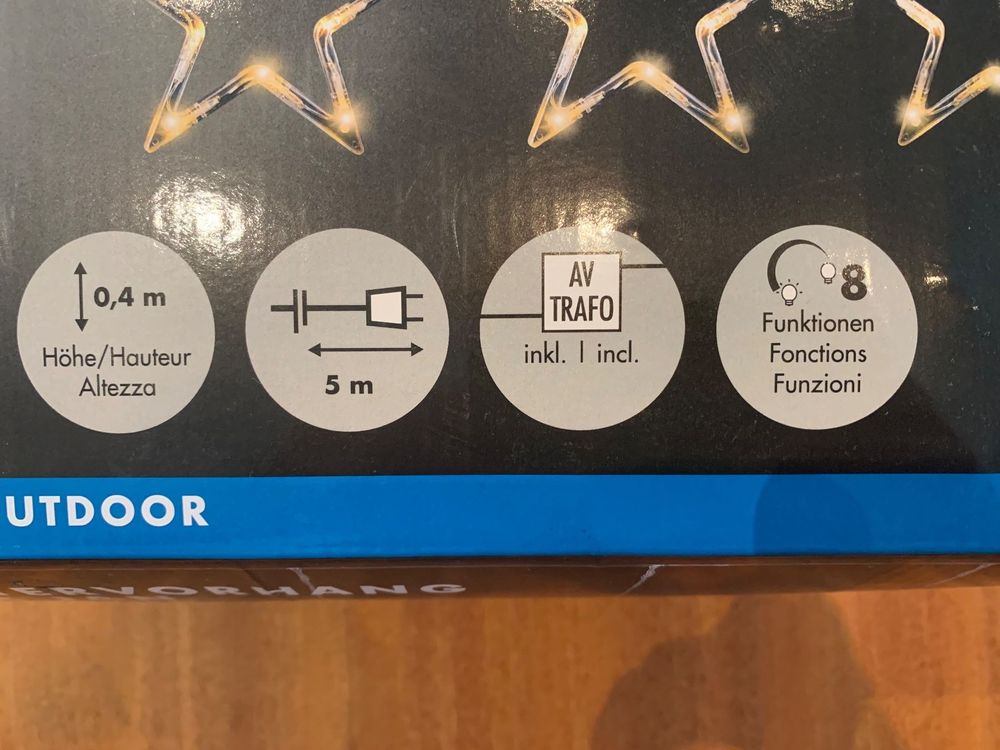 0,4 m
Höhe/Hauteur
Altezza
5 m
AV
TRAFO
inkl. | incl.
8
Funktionen
Fonctions
Funzioni
UTDOOR
ERVORHANG